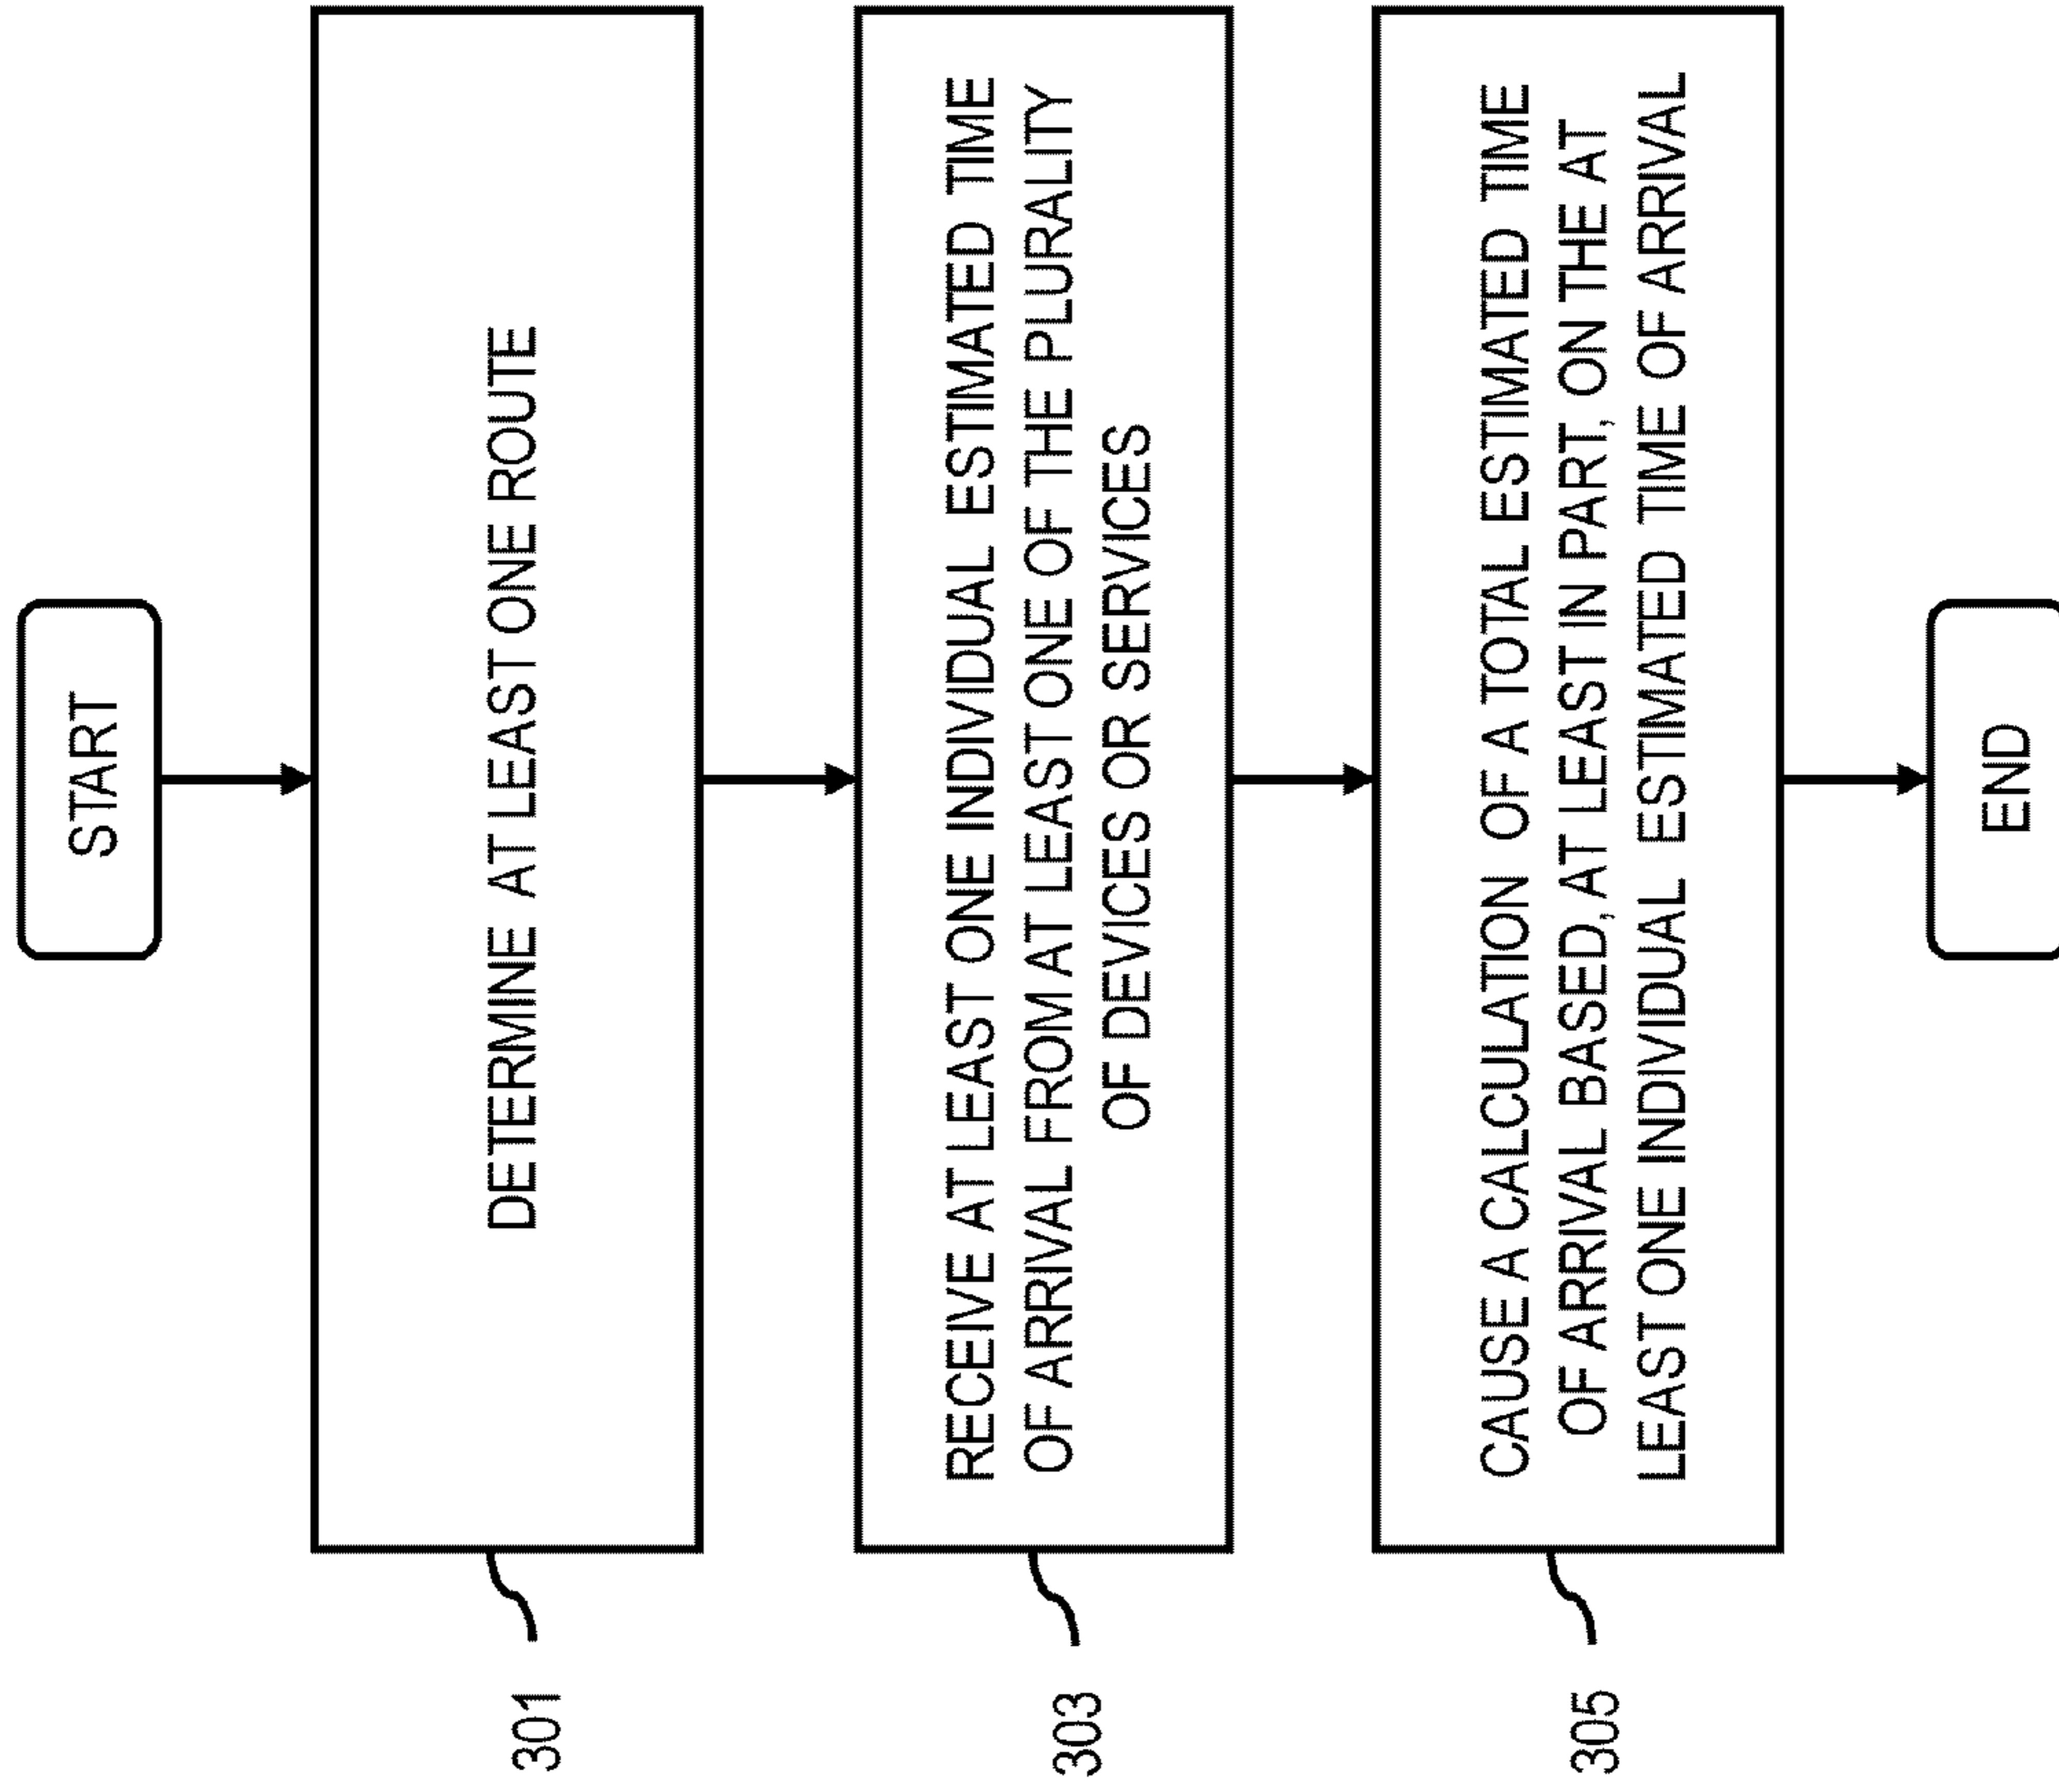 START
301
DETERMINE AT LEAST ONE ROUTE
303
RECEIVE AT LEAST ONE INDIVIDUAL ESTIMATED TIME
OF ARRIVAL FROM AT LEAST ONE OF THE PLURALITY
OF DEVICES OR SERVICES
305
CAUSE A CALCULATION OF A TOTAL ESTIMATED TIME
OF ARRIVAL BASED, AT LEAST IN PART, ON THE AT
LEAST ONE INDIVIDUAL ESTIMATED TIME OF ARRIVAL
END